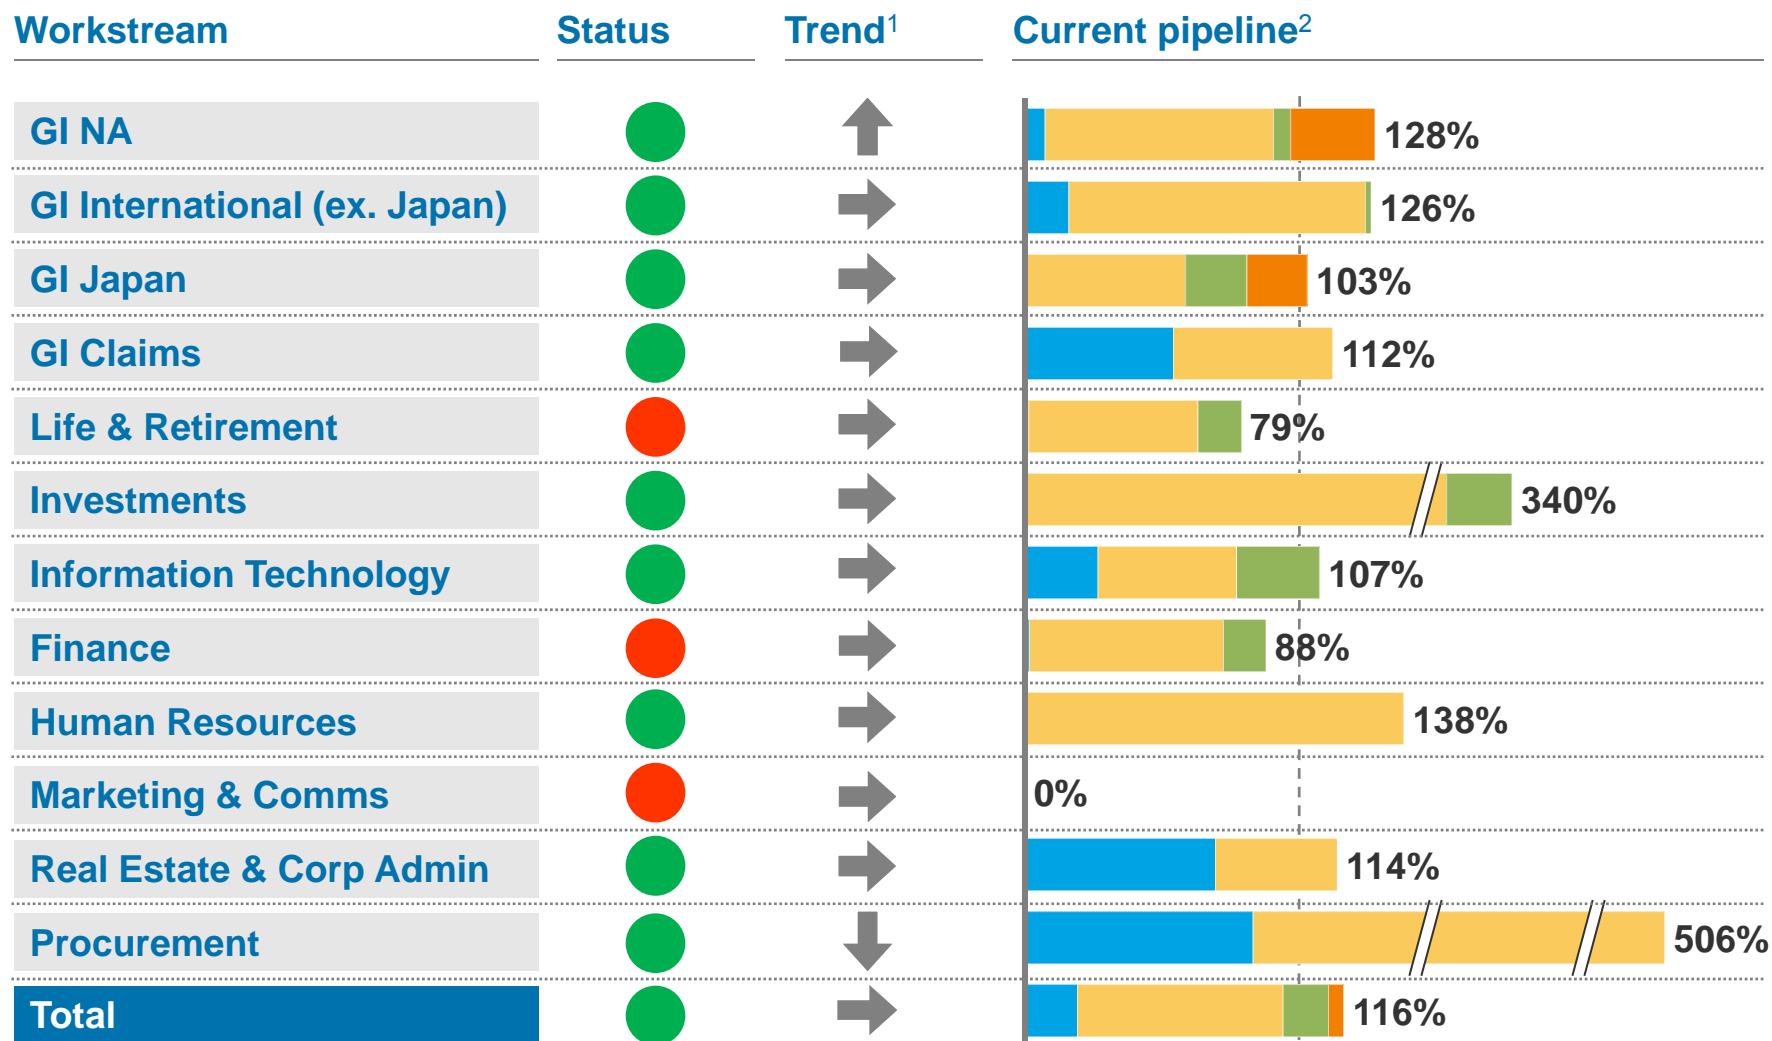 Workstream Status Trend1 Current pipeline2
GI NA 128%
GI International (ex. Japan) 126%
GI Japan 103%
GI Claims 112%
Life & Retirement 79%
Investments 340%
Information Technology 107%
Finance 88%
Human Resources 138%
Marketing & Comms 0%
Real Estate & Corp Admin 114%
Procurement 506%
Total 116%